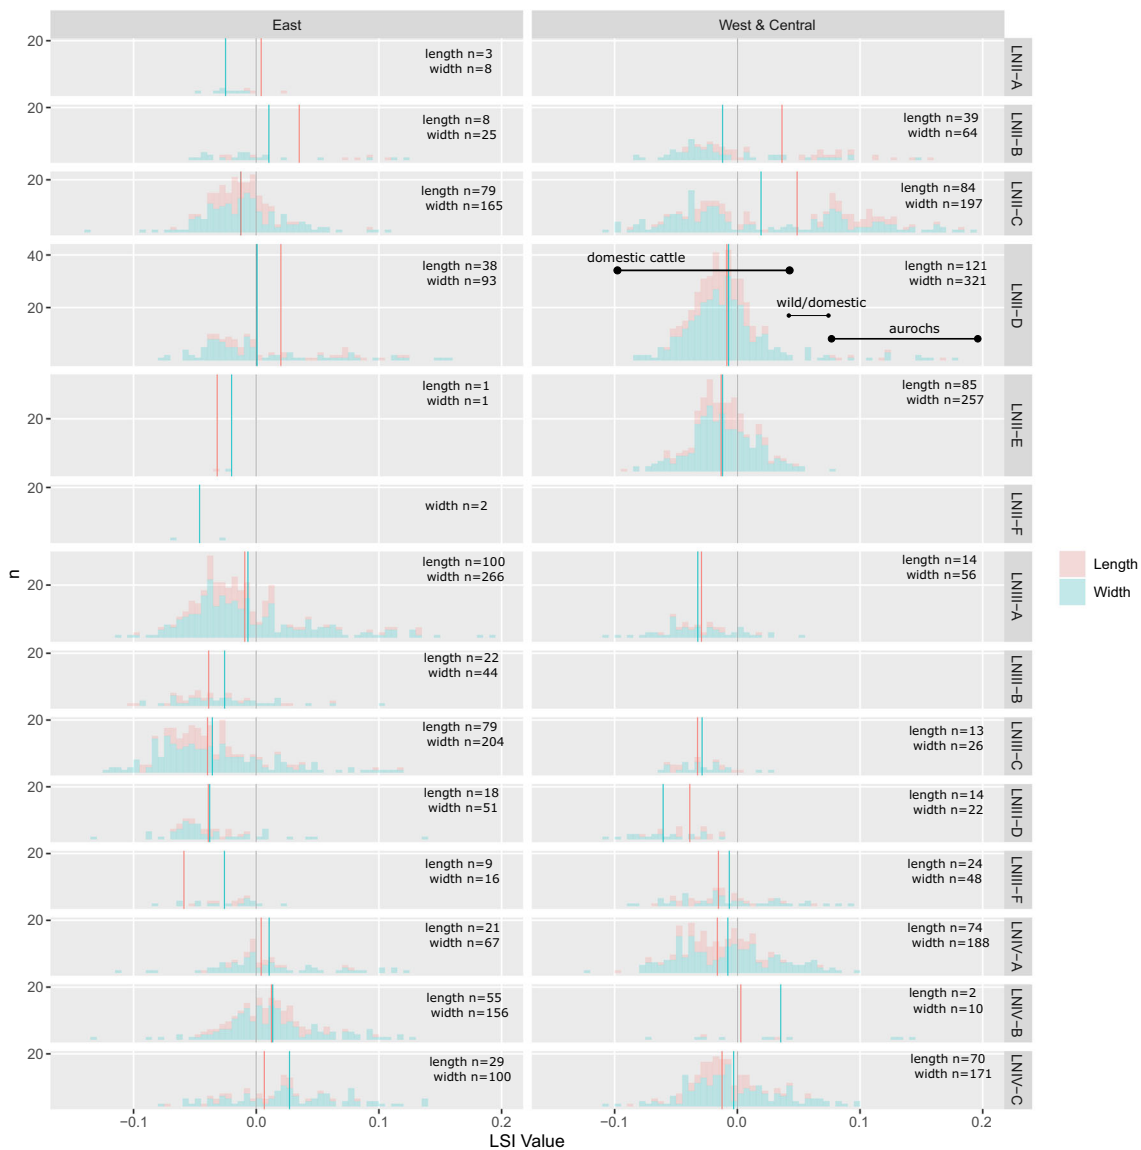 East
West & Central
20
length n=3
width n=8
LNII−A
20
length n=8
width n=25
length n=39
width n=64
LNII−B
20
length n=79
width n=165
length n=84
width n=197
LNII−C
40
20
length n=38
width n=93
domestic cattle
wild/domestic
aurochs
length n=121
width n=321
LNII−D
20
length n=1
width n=1
length n=85
width n=257
LNII−E
20
width n=2
LNII−F
20
length n=100
width n=266
length n=14
width n=56
LNIII−A
20
length n=22
width n=44
LNIII−B
20
length n=79
width n=204
length n=13
width n=26
LNIII−C
20
length n=18
width n=51
length n=14
width n=22
LNIII−D
20
length n=9
width n=16
length n=24
width n=48
LNIII−F
20
length n=21
width n=67
length n=74
width n=188
LNIV−A
20
length n=55
width n=156
length n=2
width n=10
LNIV−B
20
length n=29
width n=100
length n=70
width n=171
LNIV−C
−0.1 0.0 0.1 0.2
−0.1 0.0 0.1 0.2
LSI Value
n
Length
Width